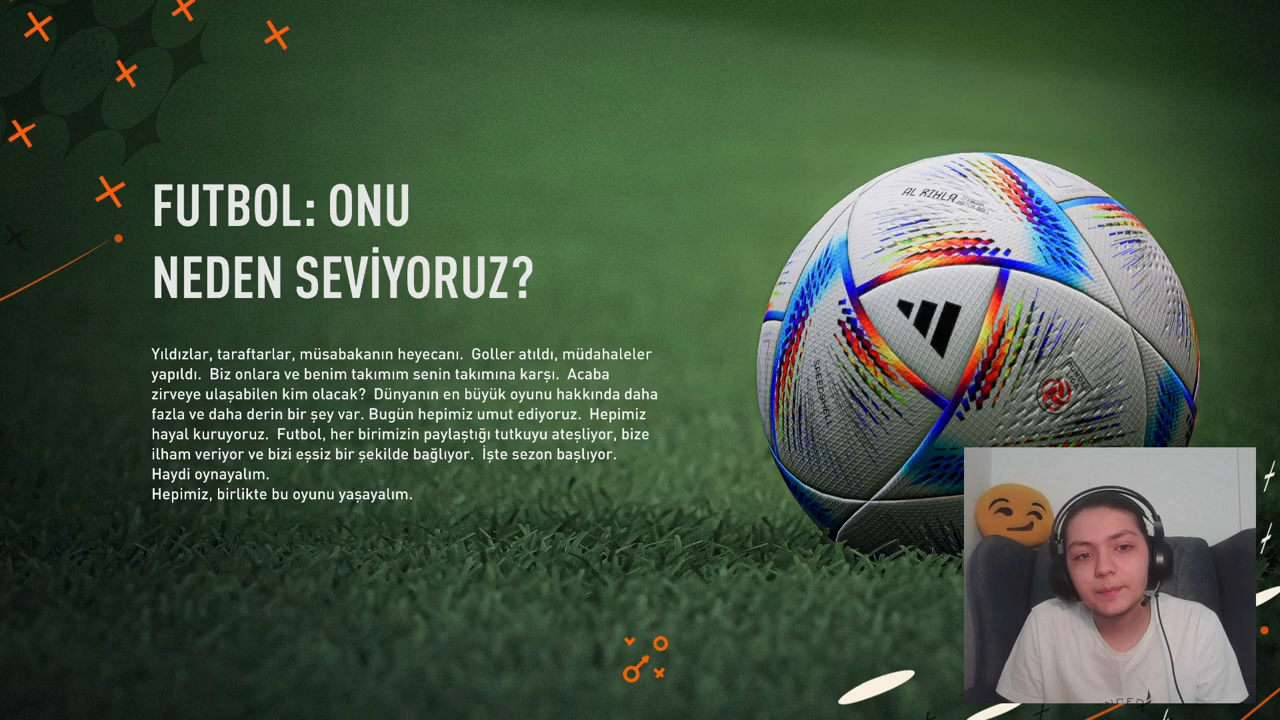 FUTBOL: ONU
NEDEN SEVİYORUZ?
Yıldızlar, taraftarlar, müsabakanın heyecanı.  Goller atıldı, müdahaleler
yapıldı.  Biz onlara ve benim takımım senin takımına karşı.  Acaba
zirveye ulaşabilen kim olacak?  Dünyanın en büyük oyunu hakkında daha
fazla ve daha derin bir şey var. Bugün hepimiz umut ediyoruz.  Hepimiz
hayal kuruyoruz.  Futbol, her birimizin paylaştığı tutkuyu ateşliyor, bize
ilham veriyor ve bizi eşsiz bir şekilde bağlıyor.  İşte sezon başlıyor.
Haydi oynayalım.
Hepimiz, birlikte bu oyunu yaşayalım.
AL RIHLA
SPEEDSHELL